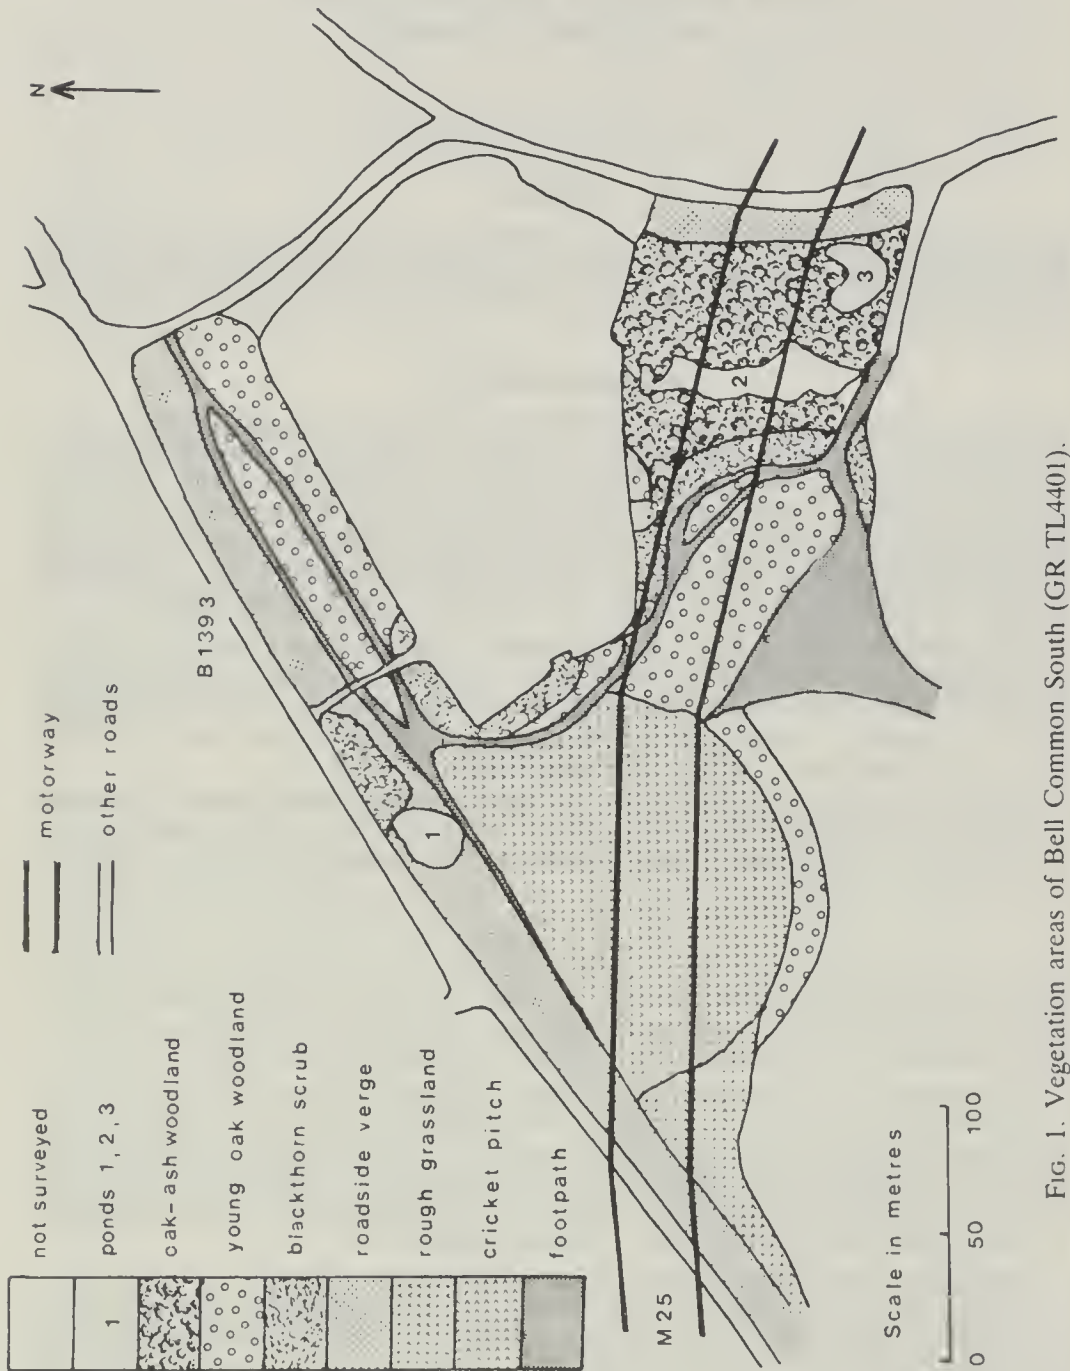 not surveyed
1
ponds 1,2,3
oak-ash woodland
young oak woodland
blackthorn scrub
roadside verge
rough grassland
cricket pitch
footpath
motorway
other roads
N
B1393
1
2
3
M25
Scale in metres
0 50 100
FIG. 1. Vegetation areas of Bell Common South (GR TL4401).